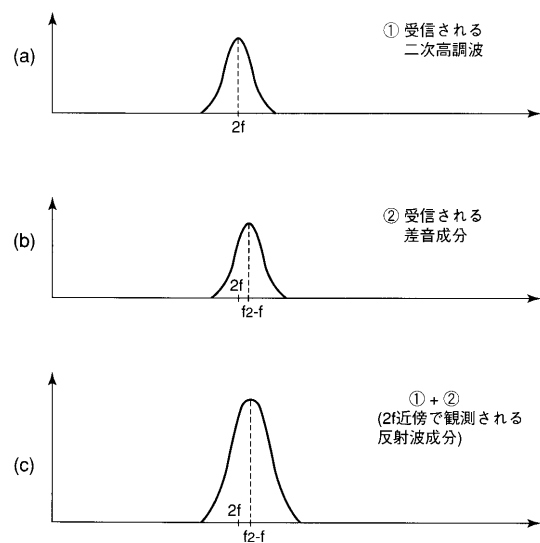 (a)
① 受信される
二次高調波
2f
(b)
② 受信される
差音成分
2f
f2-f
(c)
① + ②
(2f近傍で観測される
反射波成分)
2f
f2-f